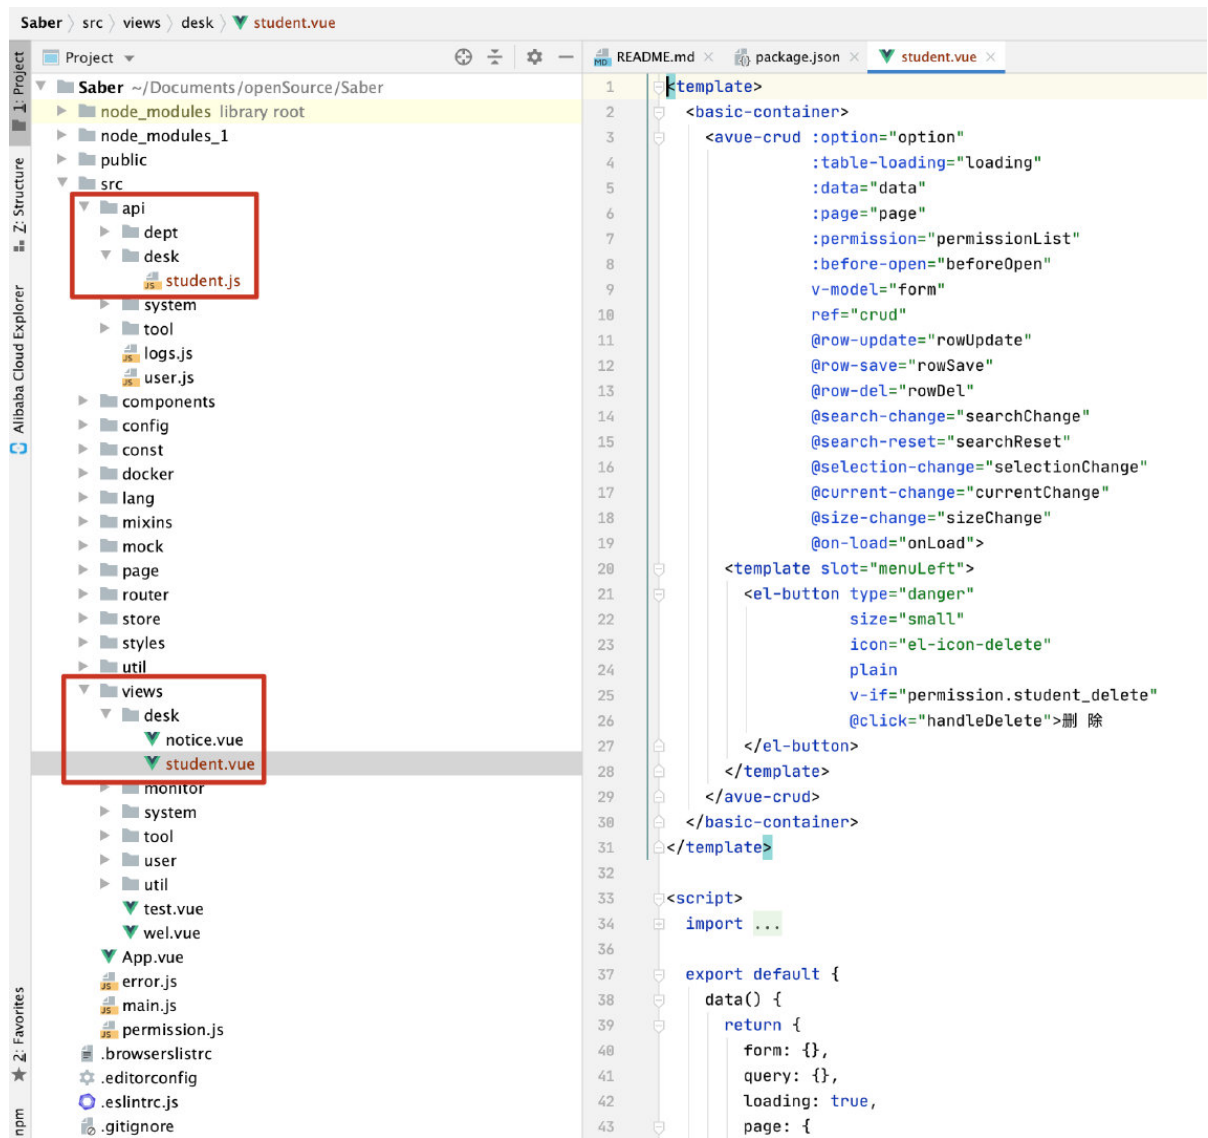 Saber 〉 src 〉 views 〉 desk 〉 student.vue
1: Project
Z: Structure
Alibaba Cloud Explorer
2: Favorites
npm
Project
Saber ~/Documents/openSource/Saber
node_modules library root
node_modules_1
public
src
api
dept
desk
student.js
system
tool
logs.js
user.js
components
config
const
docker
lang
mixins
mock
page
router
store
styles
util
views
desk
notice.vue
student.vue
monitor
system
tool
user
util
test.vue
wel.vue
App.vue
error.js
main.js
permission.js
.browserslistrc
.editorconfig
.eslintrc.js
.gitignore
README.md × package.json × student.vue ×
1 <template>
2 <basic-container>
3 <avue-crud :option="option"
4 :table-loading="loading"
5 :data="data"
6 :page="page"
7 :permission="permissionList"
8 :before-open="beforeOpen"
9 v-model="form"
10 ref="crud"
11 @row-update="rowUpdate"
12 @row-save="rowSave"
13 @row-del="rowDel"
14 @search-change="searchChange"
15 @search-reset="searchReset"
16 @selection-change="selectionChange"
17 @current-change="currentChange"
18 @size-change="sizeChange"
19 @on-load="onLoad">
20 <template slot="menuLeft">
21 <el-button type="danger"
22 size="small"
23 icon="el-icon-delete"
24 plain
25 v-if="permission.student_delete"
26 @click="handleDelete">删 除
27 </el-button>
28 </template>
29 </avue-crud>
30 </basic-container>
31 </template>
32
33 <script>
34 import ...
36
37 export default {
38 data() {
39 return {
40 form: {},
41 query: {},
42 loading: true,
43 page: {